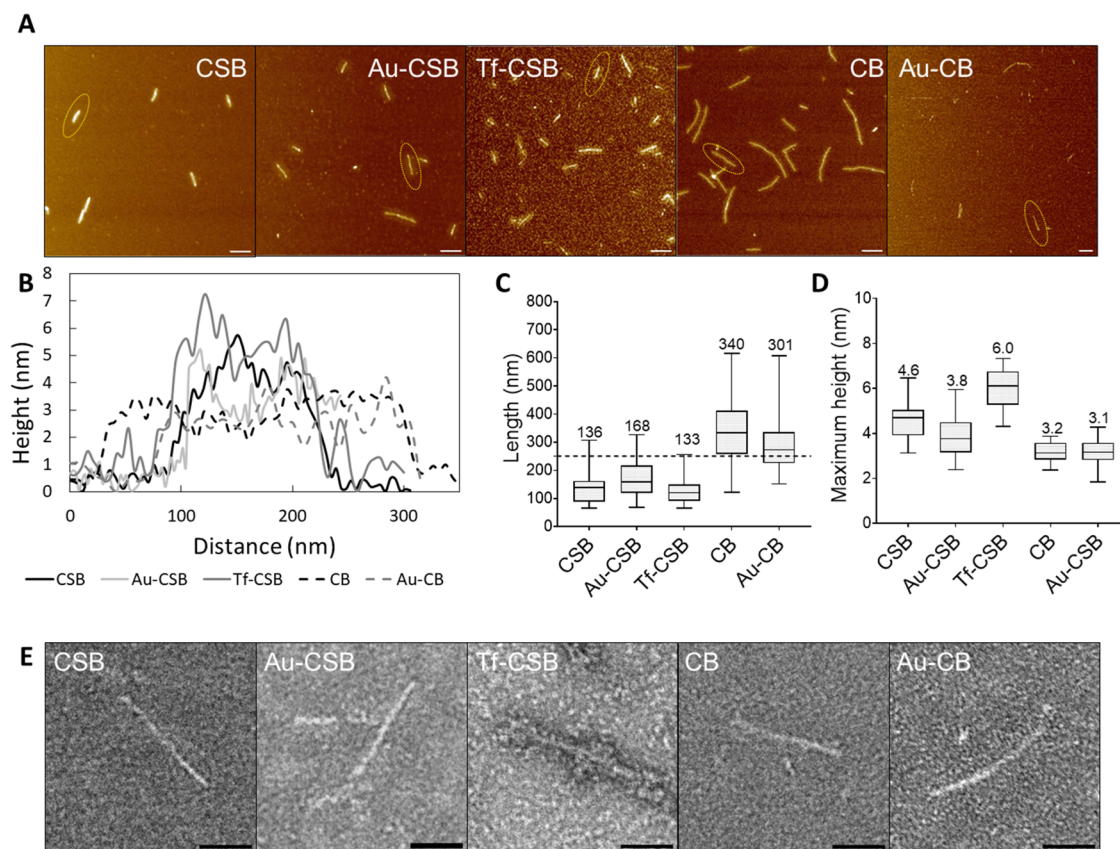 A
CSB
Au-CSB
Tf-CSB
CB
Au-CB
B
8
7
6
5
4
3
2
1
0
Height (nm)
0
100
200
300
Distance (nm)
CSB
Au-CSB
Tf-CSB
CB
Au-CB
C
800
700
600
500
400
300
200
100
0
Length (nm)
136
168
133
340
301
CSB
Au-CSB
Tf-CSB
CB
Au-CB
D
10
8
6
4
2
0
Maximum height (nm)
4.6
3.8
6.0
3.2
3.1
CSB
Au-CSB
Tf-CSB
CB
Au-CSB
E
CSB
Au-CSB
Tf-CSB
CB
Au-CB